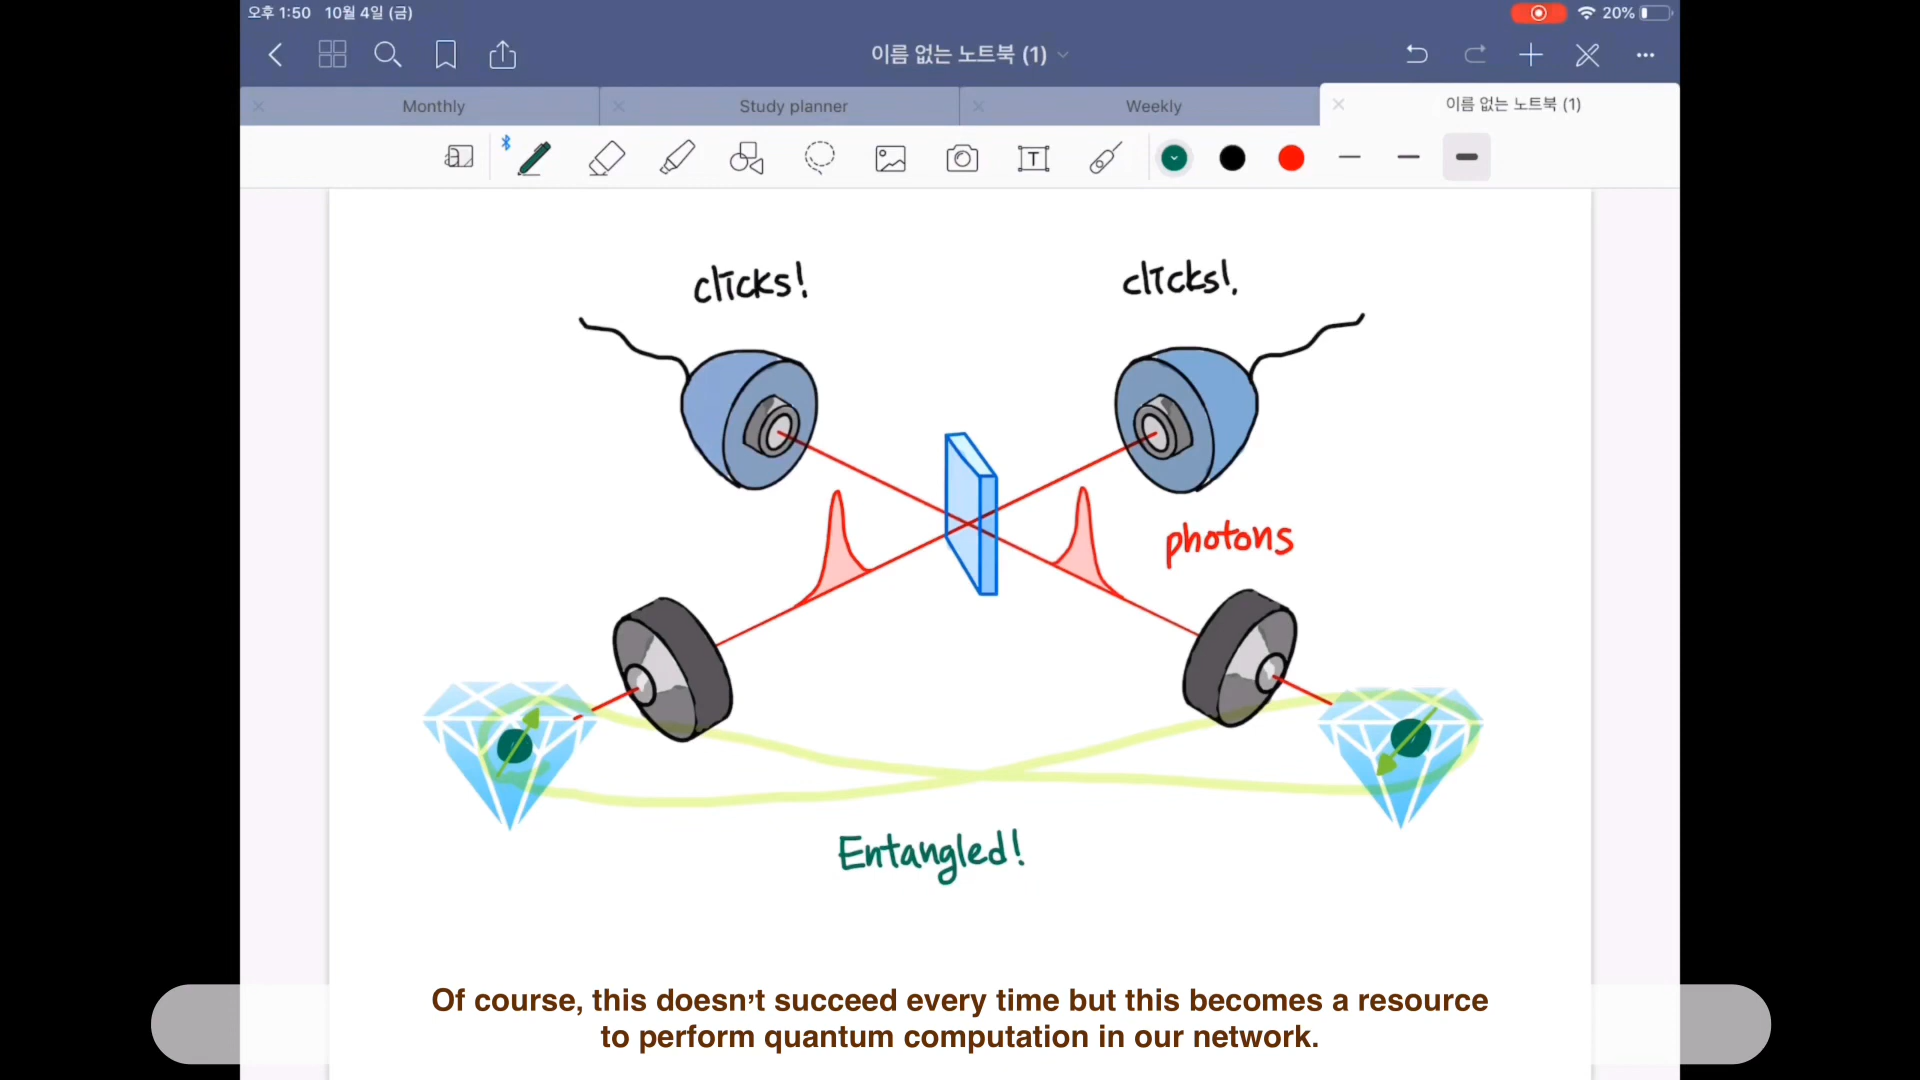 오후 1:50 10월 4일 (금)
20%
이름 없는 노트북 (1)
Monthly
Study planner
Weekly
이름 없는 노트북 (1)
T
clicks!
clicks!
photons
Entangled!
Of course, this doesn't succeed every time but this becomes a resource
to perform quantum computation in our network.